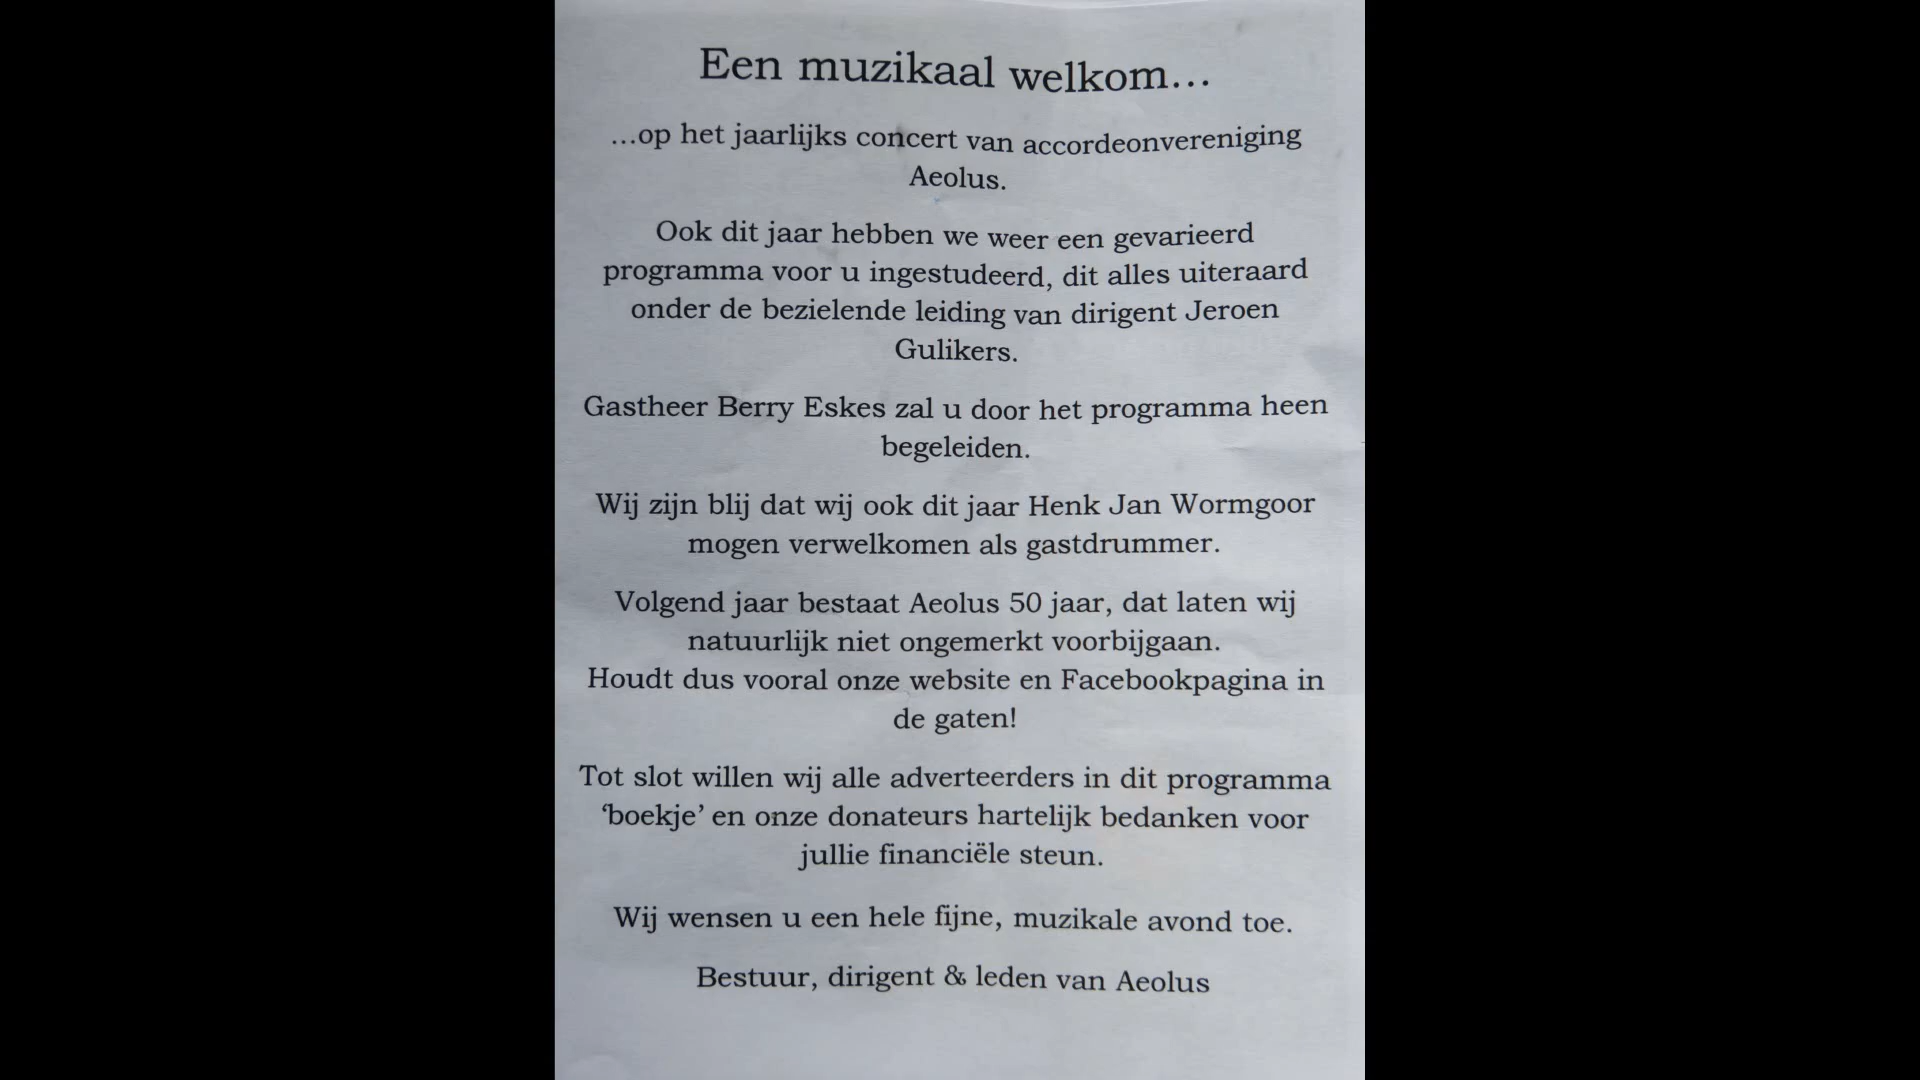 Een muzikaal welkom...
...op het jaarlijks concert van accordeonvereniging
Aeolus.
Ook dit jaar hebben we weer een gevarieerd
programma voor u ingestudeerd, dit alles uiteraard
onder de bezielende leiding van dirigent Jeroen
Gulikers.
Gastheer Berry Eskes zal u door het programma heen
begeleiden.
Wij zijn blij dat wij ook dit jaar Henk Jan Wormgoor
mogen verwelkomen als gastdrummer.
Volgend jaar bestaat Aeolus 50 jaar, dat laten wij
natuurlijk niet ongemerkt voorbijgaan.
Houdt dus vooral onze website en Facebookpagina in
de gaten!
Tot slot willen wij alle adverteerders in dit programma
‘boekje’ en onze donateurs hartelijk bedanken voor
jullie financiële steun.
Wij wensen u een hele fijne, muzikale avond toe.
Bestuur, dirigent & leden van Aeolus